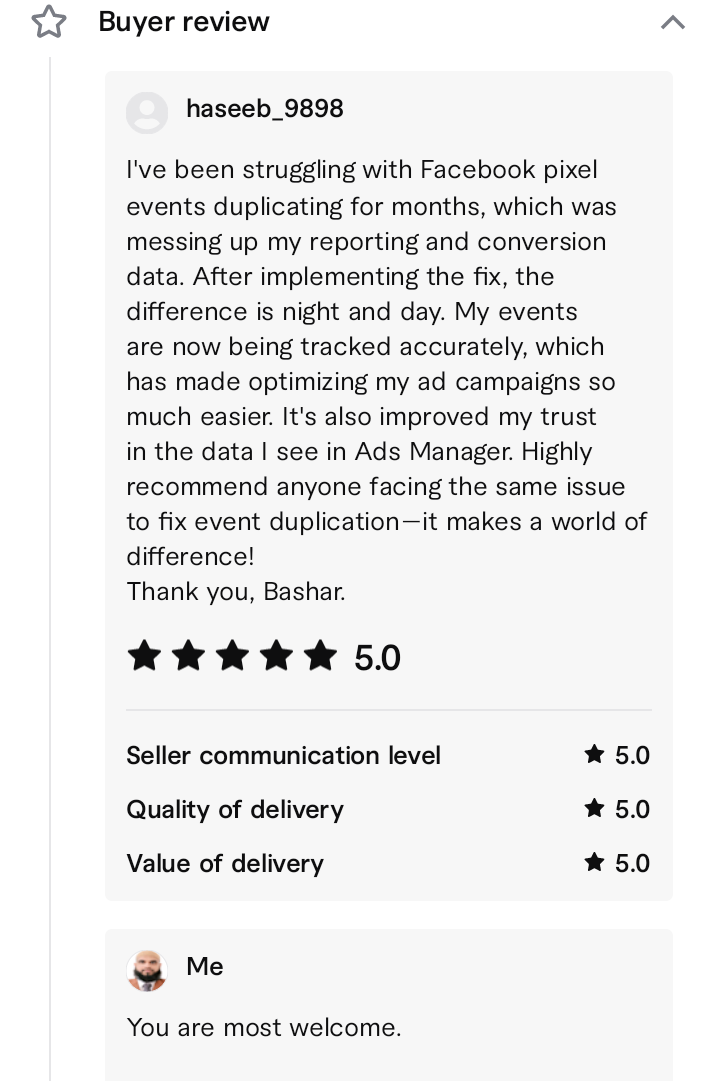 Buyer review
haseeb_9898
I've been struggling with Facebook pixel
events duplicating for months, which was
messing up my reporting and conversion
data. After implementing the fix, the
difference is night and day. My events
are now being tracked accurately, which
has made optimizing my ad campaigns so
much easier. It's also improved my trust
in the data I see in Ads Manager. Highly
recommend anyone facing the same issue
to fix event duplication—it makes a world of
difference!
Thank you, Bashar.
5.0
Seller communication level 5.0
Quality of delivery 5.0
Value of delivery 5.0
Me
You are most welcome.